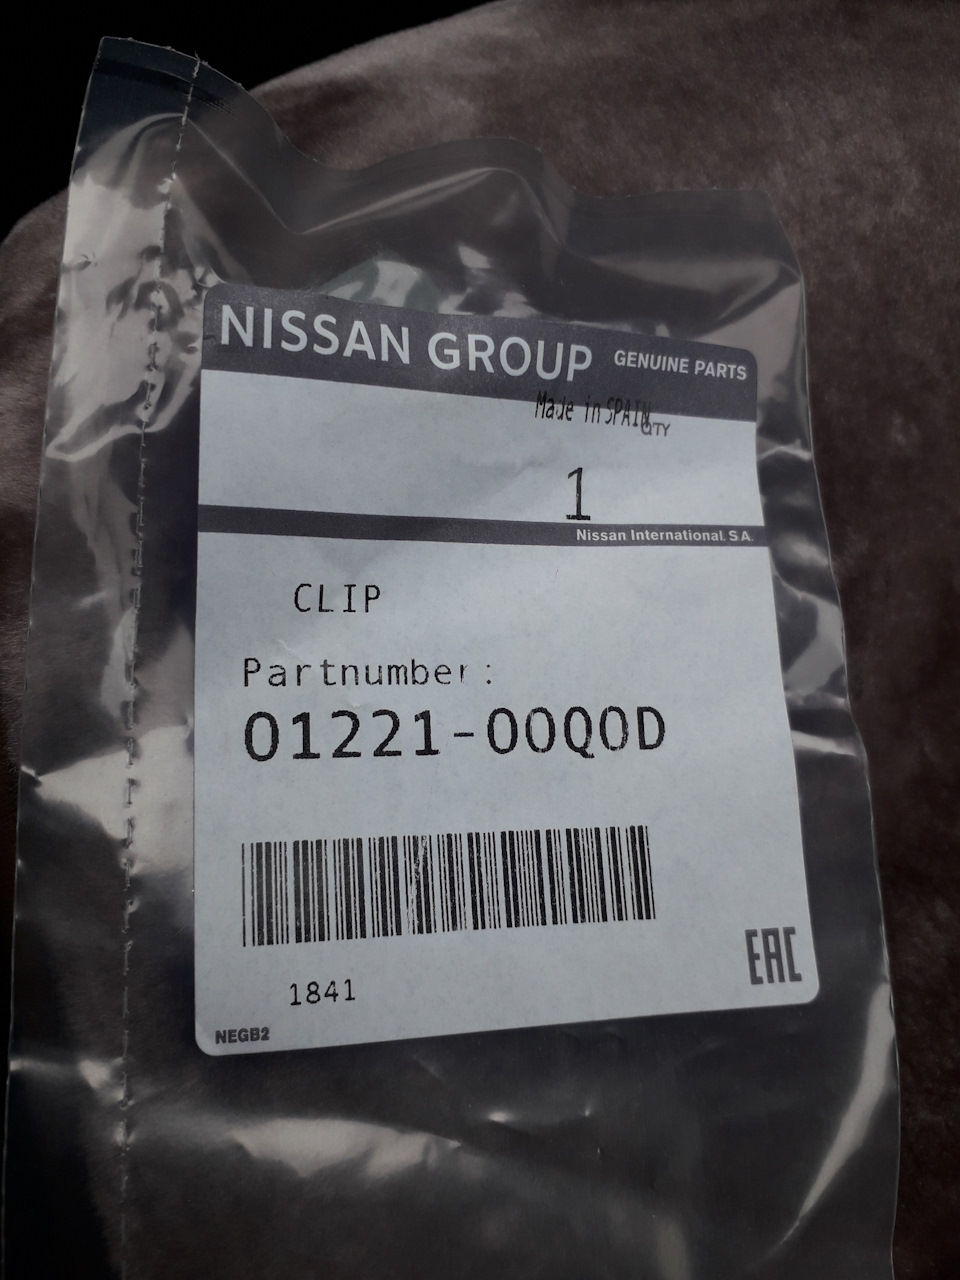 NISSAN GROUP GENUINE PARTS
Made in SPAIN
QTY
1
Nissan International. S.A.
CLIP
Partnumber:
01221-00Q0D
1841
EAC
NEGB2